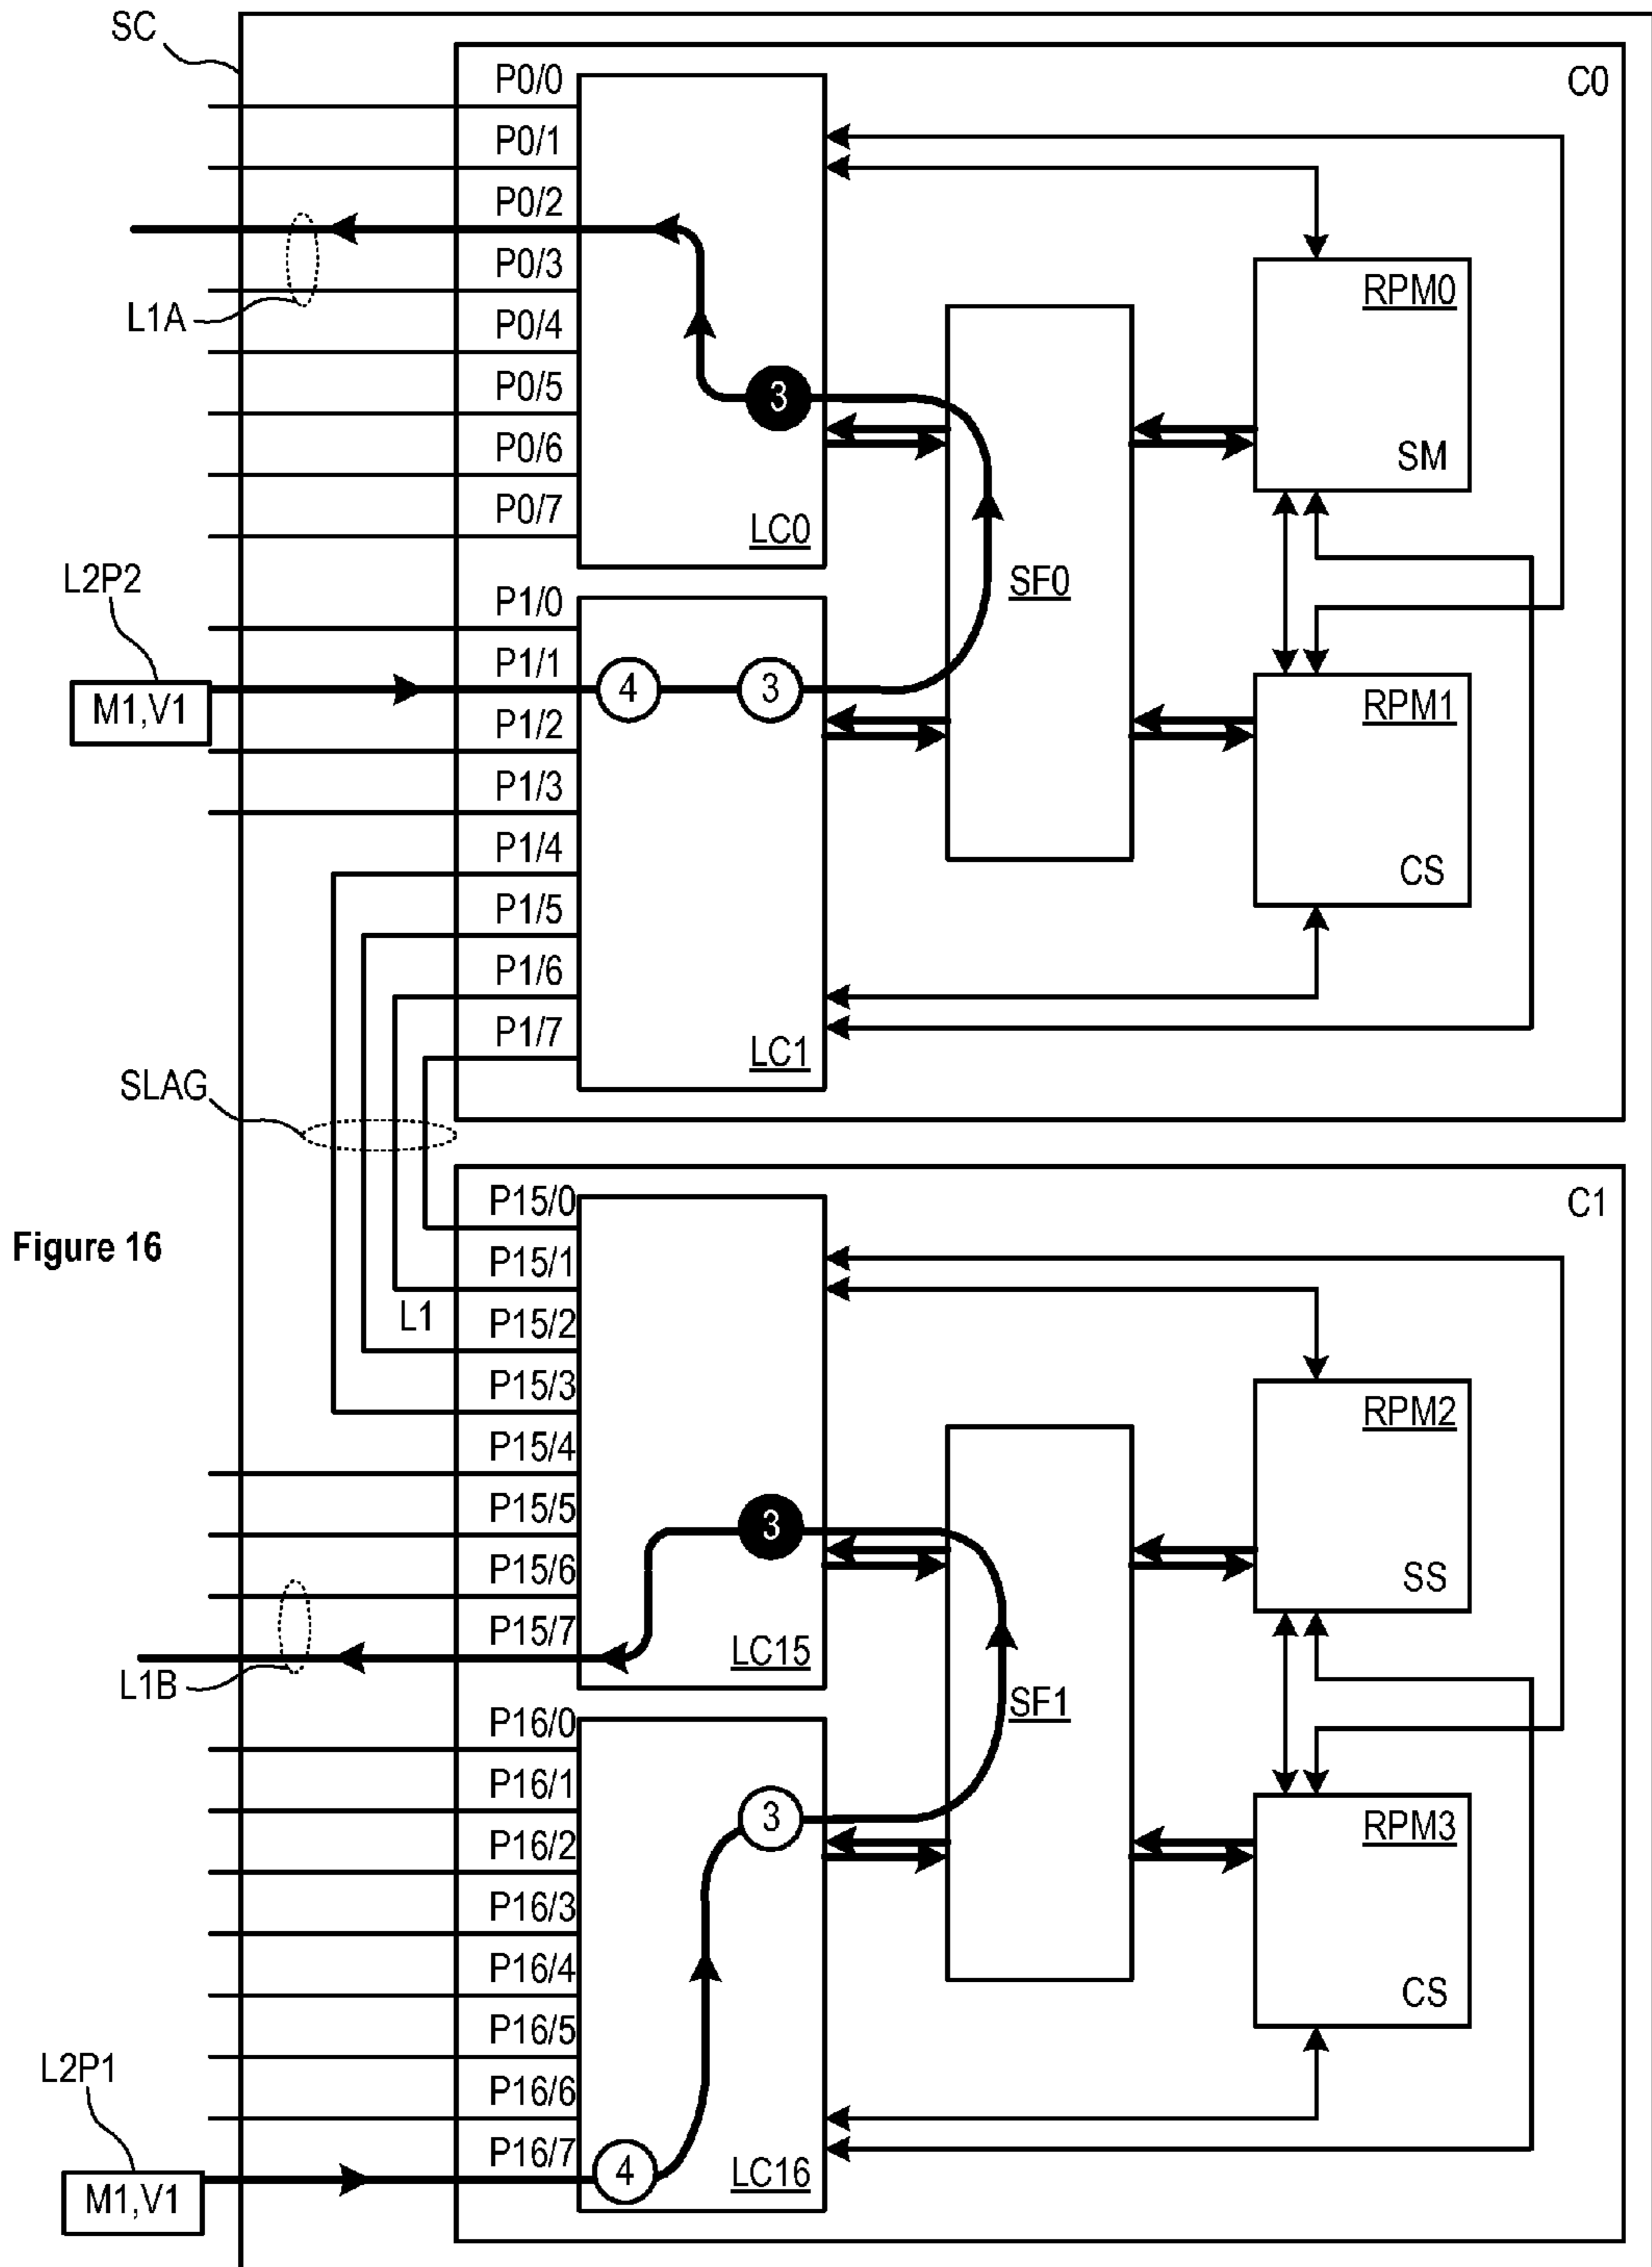 SC
C0
P0/0
P0/1
P0/2
P0/3
L1A
P0/4
P0/5
P0/6
P0/7
3
LC0
RPM0
SM
SF0
L2P2
M1,V1
P1/0
P1/1
P1/2
P1/3
P1/4
P1/5
P1/6
P1/7
4
3
LC1
RPM1
CS
SLAG
Figure 16
C1
P15/0
P15/1
L1
P15/2
P15/3
P15/4
P15/5
P15/6
P15/7
3
LC15
L1B
RPM2
SS
SF1
P16/0
P16/1
P16/2
P16/3
P16/4
P16/5
P16/6
P16/7
3
4
LC16
RPM3
CS
L2P1
M1,V1